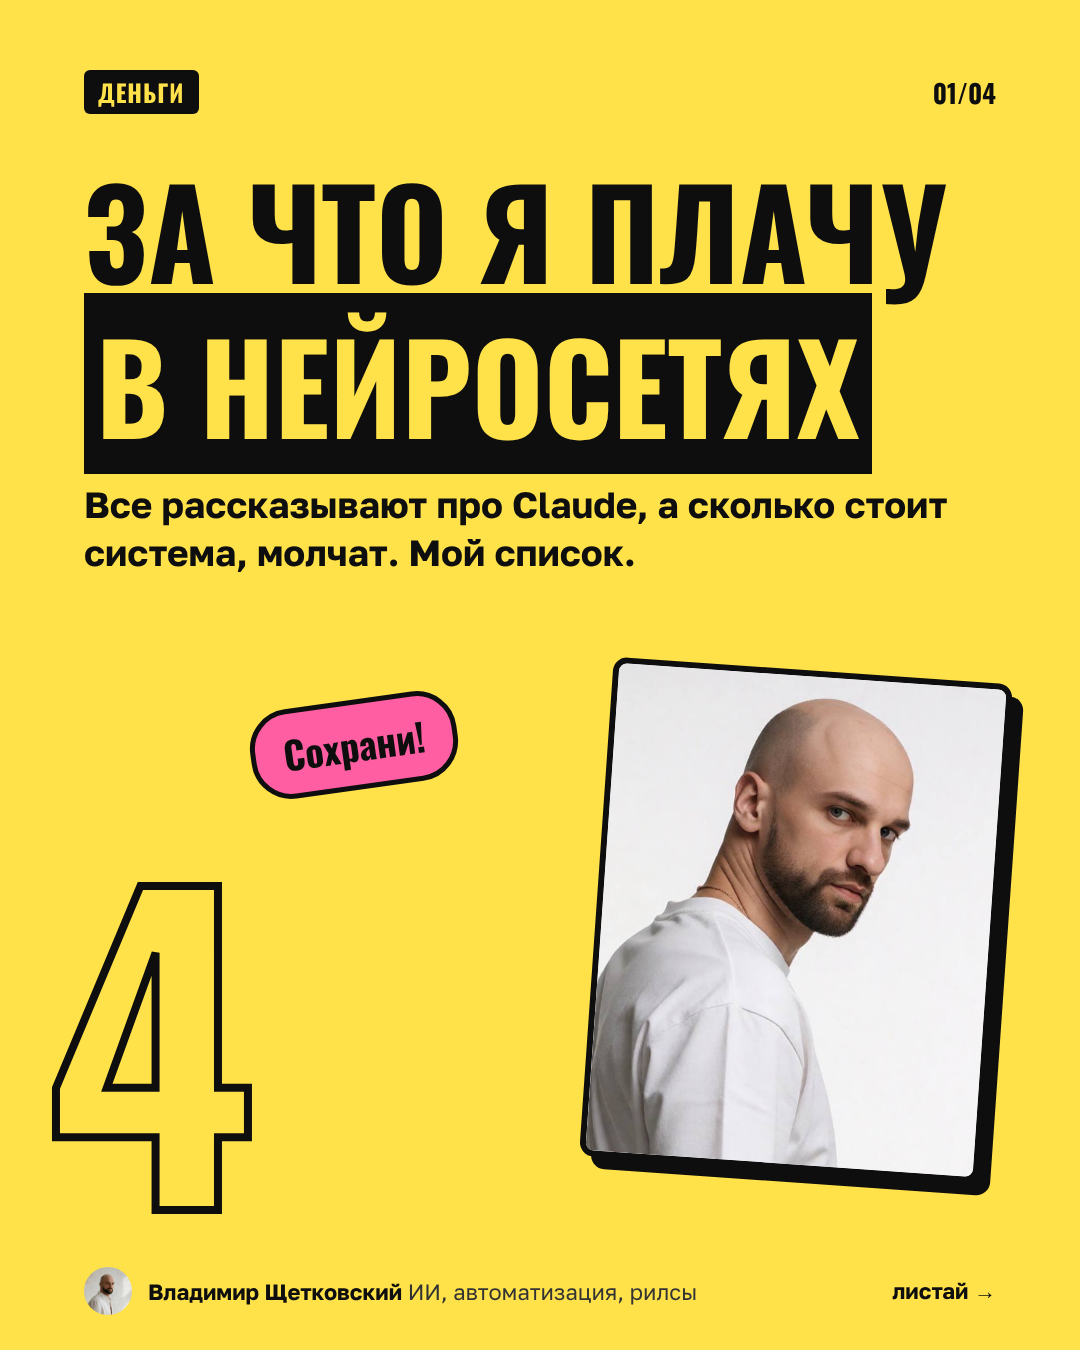 ДЕНЬГИ
01/04
ЗА ЧТО Я ПЛАЧУ
В НЕЙРОСЕТЯХ
Все рассказывают про Claude, а сколько стоит
система, молчат. Мой список.
Сохрани!
4
Владимир Щетковский ИИ, автоматизация, рилсы
листай →